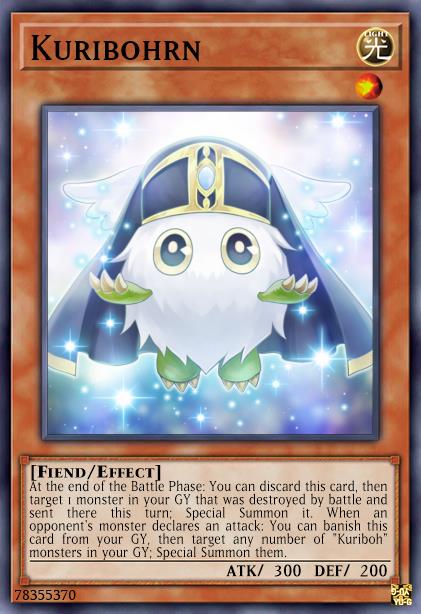 KURIBOHRN
LIGHT
光
[FIEND/EFFECT]
At the end of the Battle Phase: You can discard this card, then
target 1 monster in your GY that was destroyed by battle and
sent there this turn; Special Summon it. When an
opponent's monster declares an attack: You can banish this
card from your GY, then target any number of "Kuriboh"
monsters in your GY; Special Summon them.
ATK/ 300 DEF/ 200
78355370